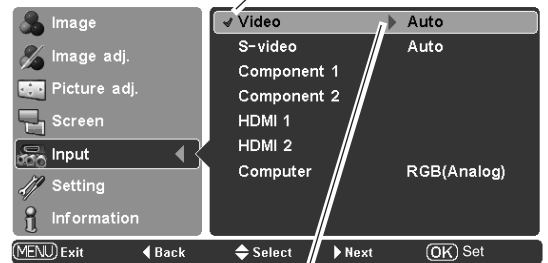 Image
Image adj.
Picture adj.
Screen
Input
Setting
Information
Video Auto
S-video Auto
Component 1
Component 2
HDMI 1
HDMI 2
Computer RGB(Analog)
MENU Exit Back Select Next OK Set